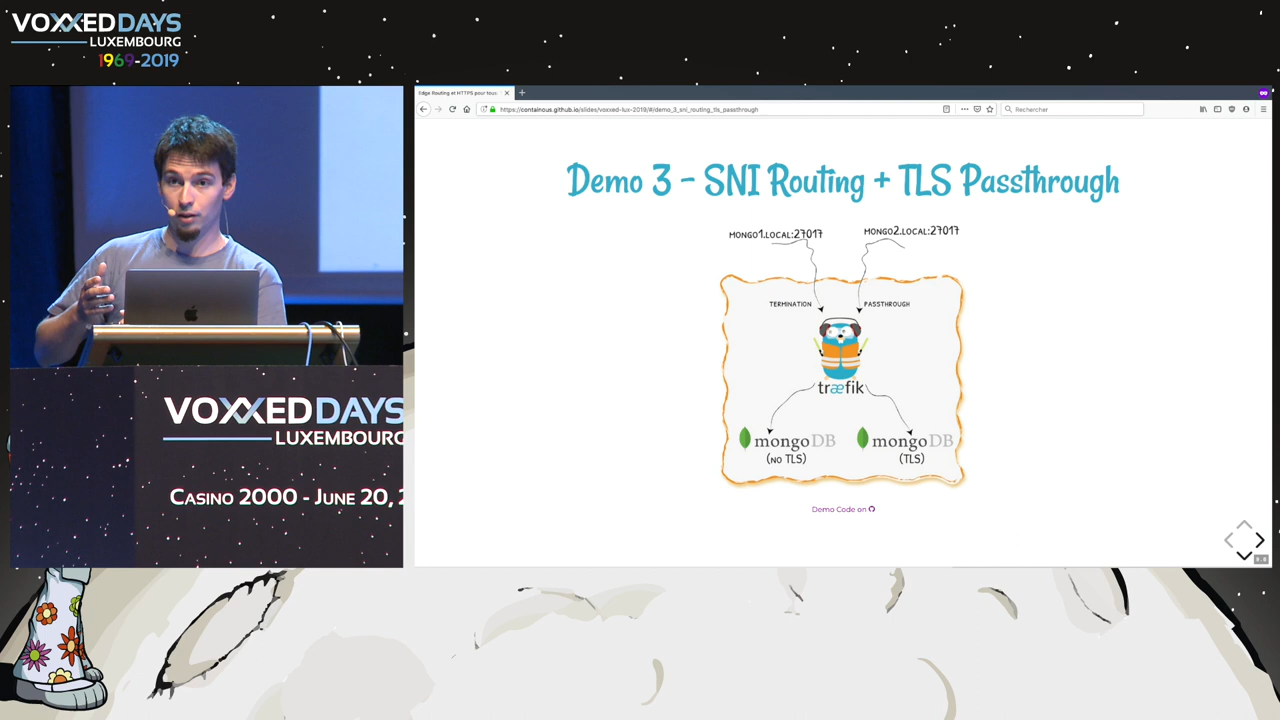 VOXXED DAYS
LUXEMBOURG
1969-2019
Edge Routing et HTTPS pour tous
https://containous.github.io/slides/voxxed-lux-2019/#/demo_3_sni_routing_tls_passthrough
Rechercher
Demo 3 - SNI Routing + TLS Passthrough
MONGO1.LOCAL:27017
MONGO2.LOCAL:27017
TERMINATION
PASSTHROUGH
træfik
mongoDB
(NO TLS)
mongoDB
(TLS)
Demo Code on
VOXXED DAYS
LUXEMBOURG
CASINO 2000 - JUNE 20, 2